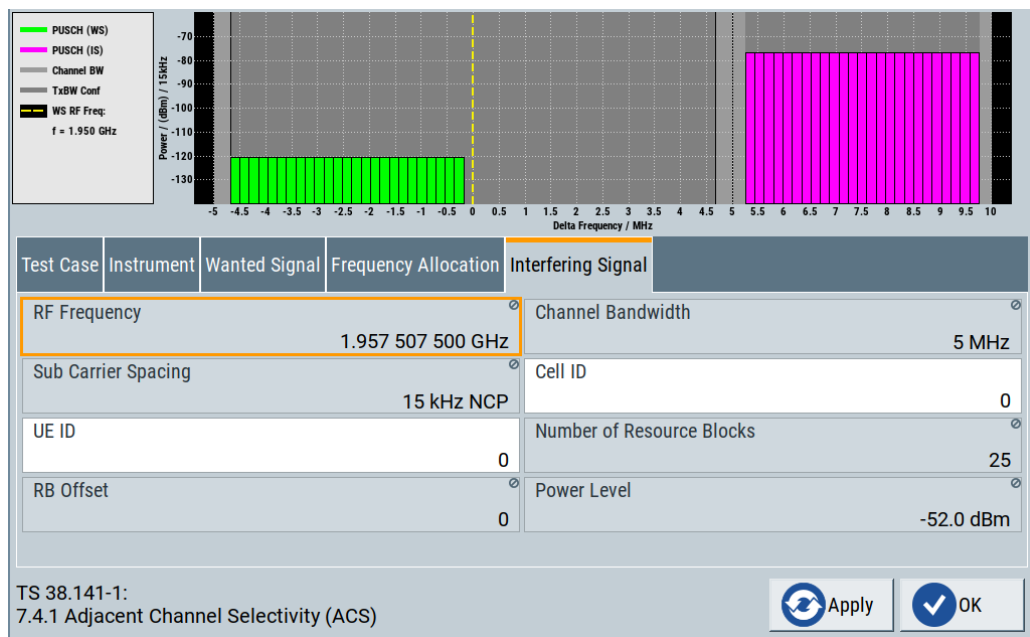 PUSCH (WS)
PUSCH (IS)
Channel BW
TxBW Conf
WS RF Freq:
f = 1.950 GHz
Power / (dBm) / 15kHz
-70
-80
-90
-100
-110
-120
-130
-5 -4.5 -4 -3.5 -3 -2.5 -2 -1.5 -1 -0.5 0 0.5 1 1.5 2 2.5 3 3.5 4 4.5 5 5.5 6 6.5 7 7.5 8 8.5 9 9.5 10
Delta Frequency / MHz
Test Case Instrument Wanted Signal Frequency Allocation Interfering Signal
RF Frequency
1.957 507 500 GHz
Channel Bandwidth
5 MHz
Sub Carrier Spacing
15 kHz NCP
Cell ID
0
UE ID
0
Number of Resource Blocks
25
RB Offset
0
Power Level
-52.0 dBm
TS 38.141-1:
7.4.1 Adjacent Channel Selectivity (ACS)
Apply
OK